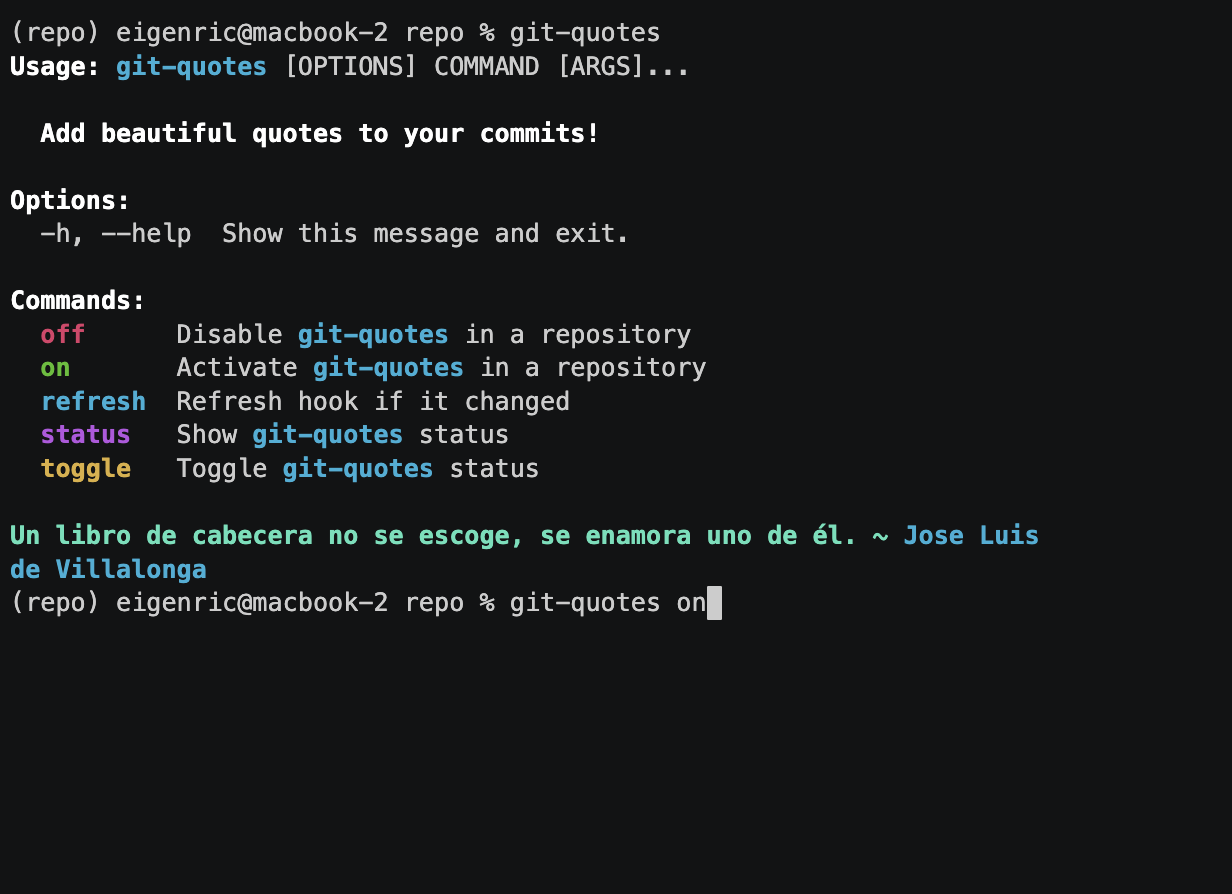 (repo) eigenric@macbook-2 repo % git-quotes
Usage: git-quotes [OPTIONS] COMMAND [ARGS]...
Add beautiful quotes to your commits!
Options:
-h, --help  Show this message and exit.
Commands:
off      Disable git-quotes in a repository
on       Activate git-quotes in a repository
refresh  Refresh hook if it changed
status   Show git-quotes status
toggle   Toggle git-quotes status
Un libro de cabecera no se escoge, se enamora uno de él. ~ Jose Luis
de Villalonga
(repo) eigenric@macbook-2 repo % git-quotes on